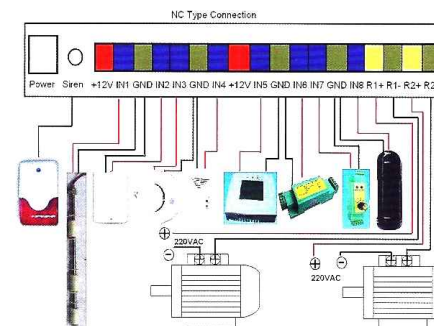 NC Type Connection
Power Siren +12V IN1 GND IN2 IN3 GND IN4 +12V IN5 GND IN6 IN7 GND IN8 R1+ R1- R2+ R2
220VAC
220VAC